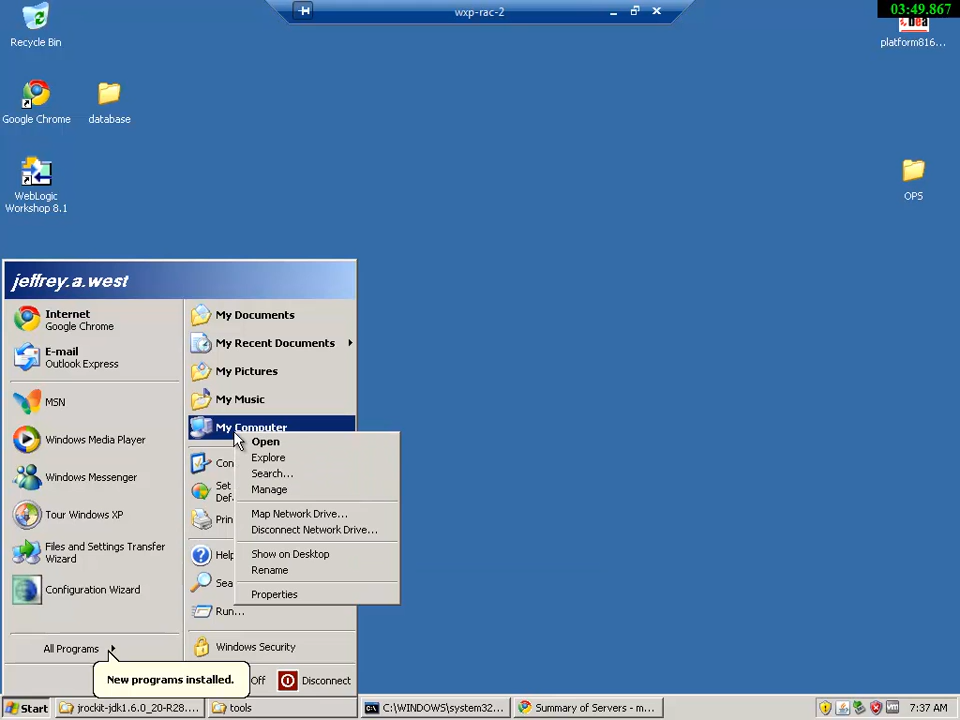 wxp-rac-2
03:49.867
Recycle Bin
platform816...
Google Chrome
database
WebLogic
Workshop 8.1
OPS
jeffrey.a.west
Internet
Google Chrome
E-mail
Outlook Express
MSN
Windows Media Player
Windows Messenger
Tour Windows XP
Files and Settings Transfer
Wizard
Configuration Wizard
All Programs
New programs installed.
My Documents
My Recent Documents
My Pictures
My Music
My Computer
Set
Run...
Windows Security
Off
Disconnect
Open
Explore
Search...
Manage
Map Network Drive...
Disconnect Network Drive...
Show on Desktop
Rename
Properties
Start
jrockit-jdk1.6.0_20-R28....
tools
C:\WINDOWS\system32...
Summary of Servers - m...
7:37 AM